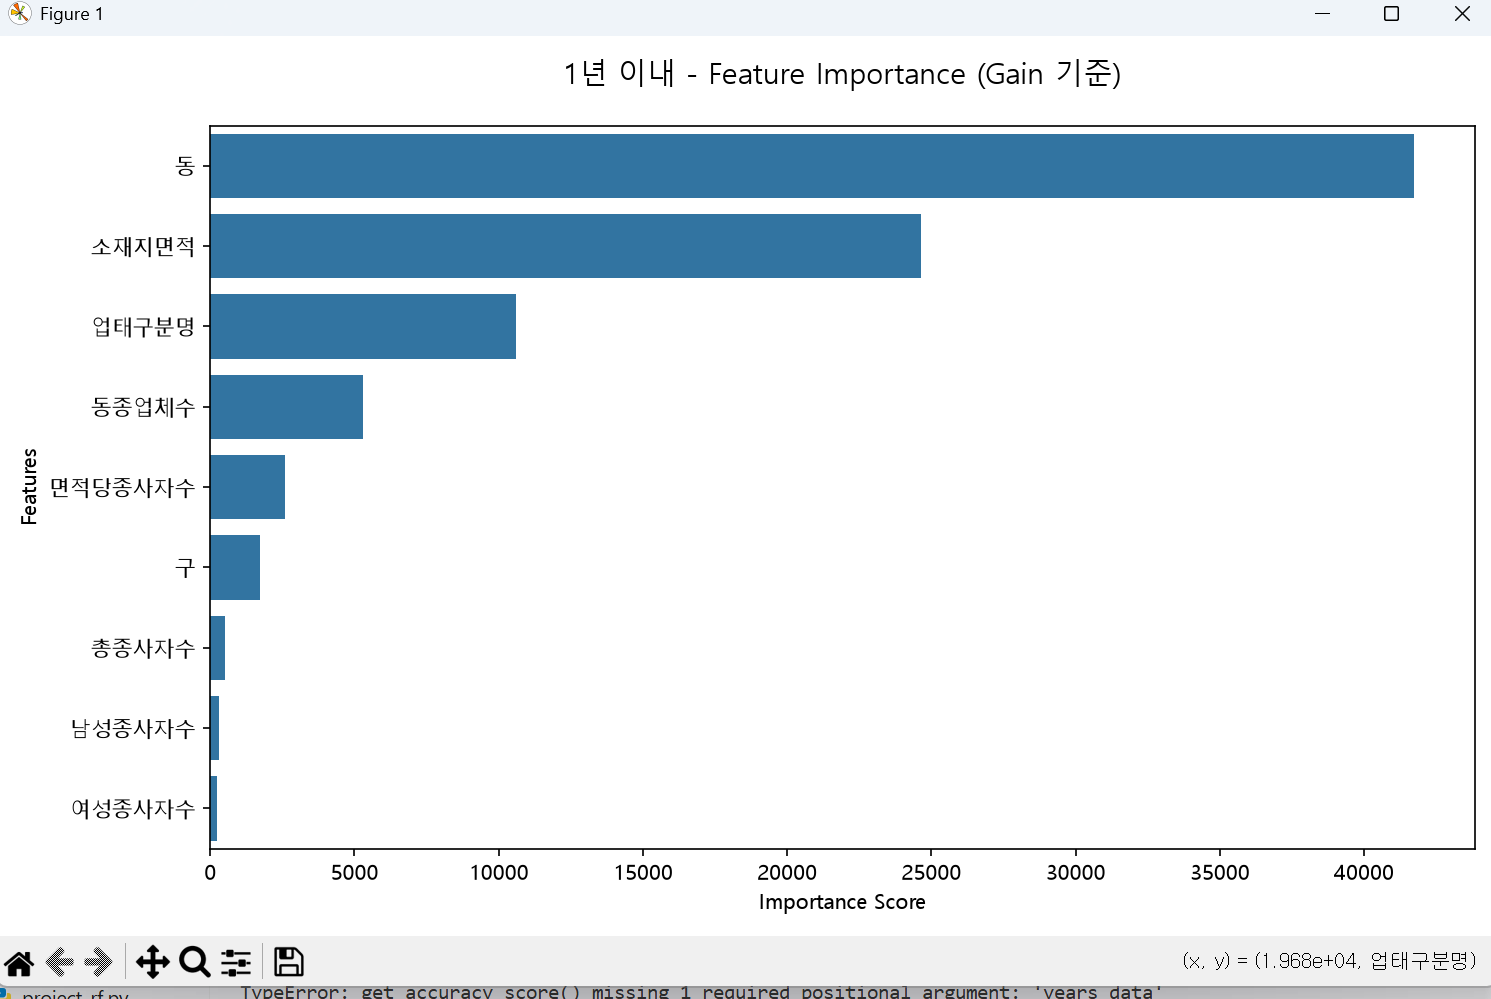 Figure 1
1년 이내 - Feature Importance (Gain 기준)
동
소재지면적
업태구분명
동종업체수
면적당종사자수
구
총종사자수
남성종사자수
여성종사자수
Features
0 5000 10000 15000 20000 25000 30000 35000 40000
Importance Score
(x, y) = (1.968e+04, 업태구분명)
project_rf.py TypeError: get_accuracy_score() missing 1 required positional argument: 'years_data'